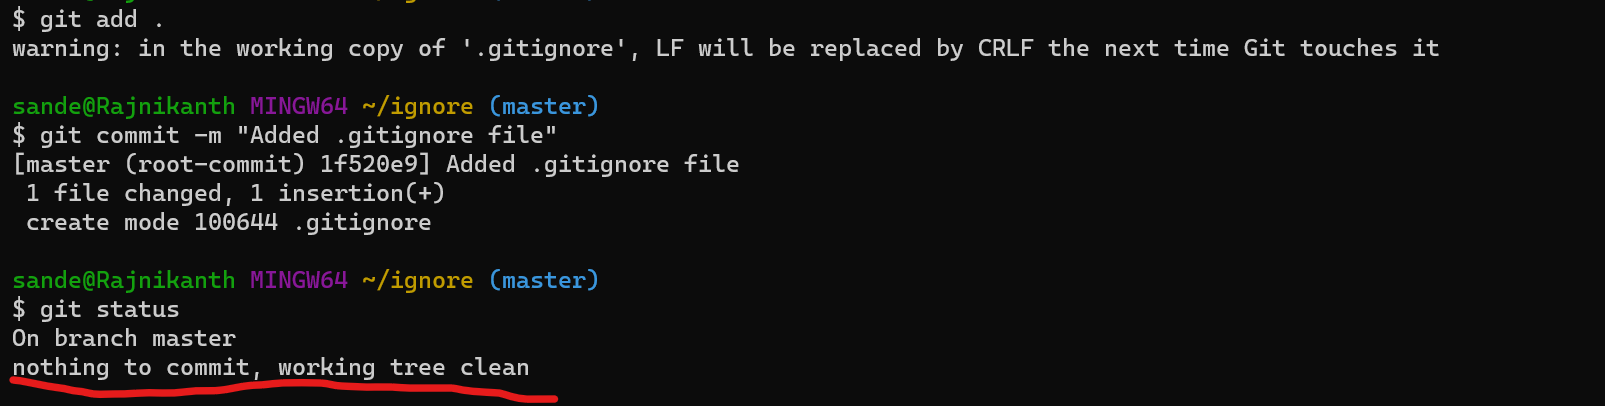 $ git add .
warning: in the working copy of '.gitignore', LF will be replaced by CRLF the next time Git touches it
sande@Rajnikanth MINGW64 ~/ignore (master)
$ git commit -m "Added .gitignore file"
[master (root-commit) 1f520e9] Added .gitignore file
 1 file changed, 1 insertion(+)
 create mode 100644 .gitignore
sande@Rajnikanth MINGW64 ~/ignore (master)
$ git status
On branch master
nothing to commit, working tree clean